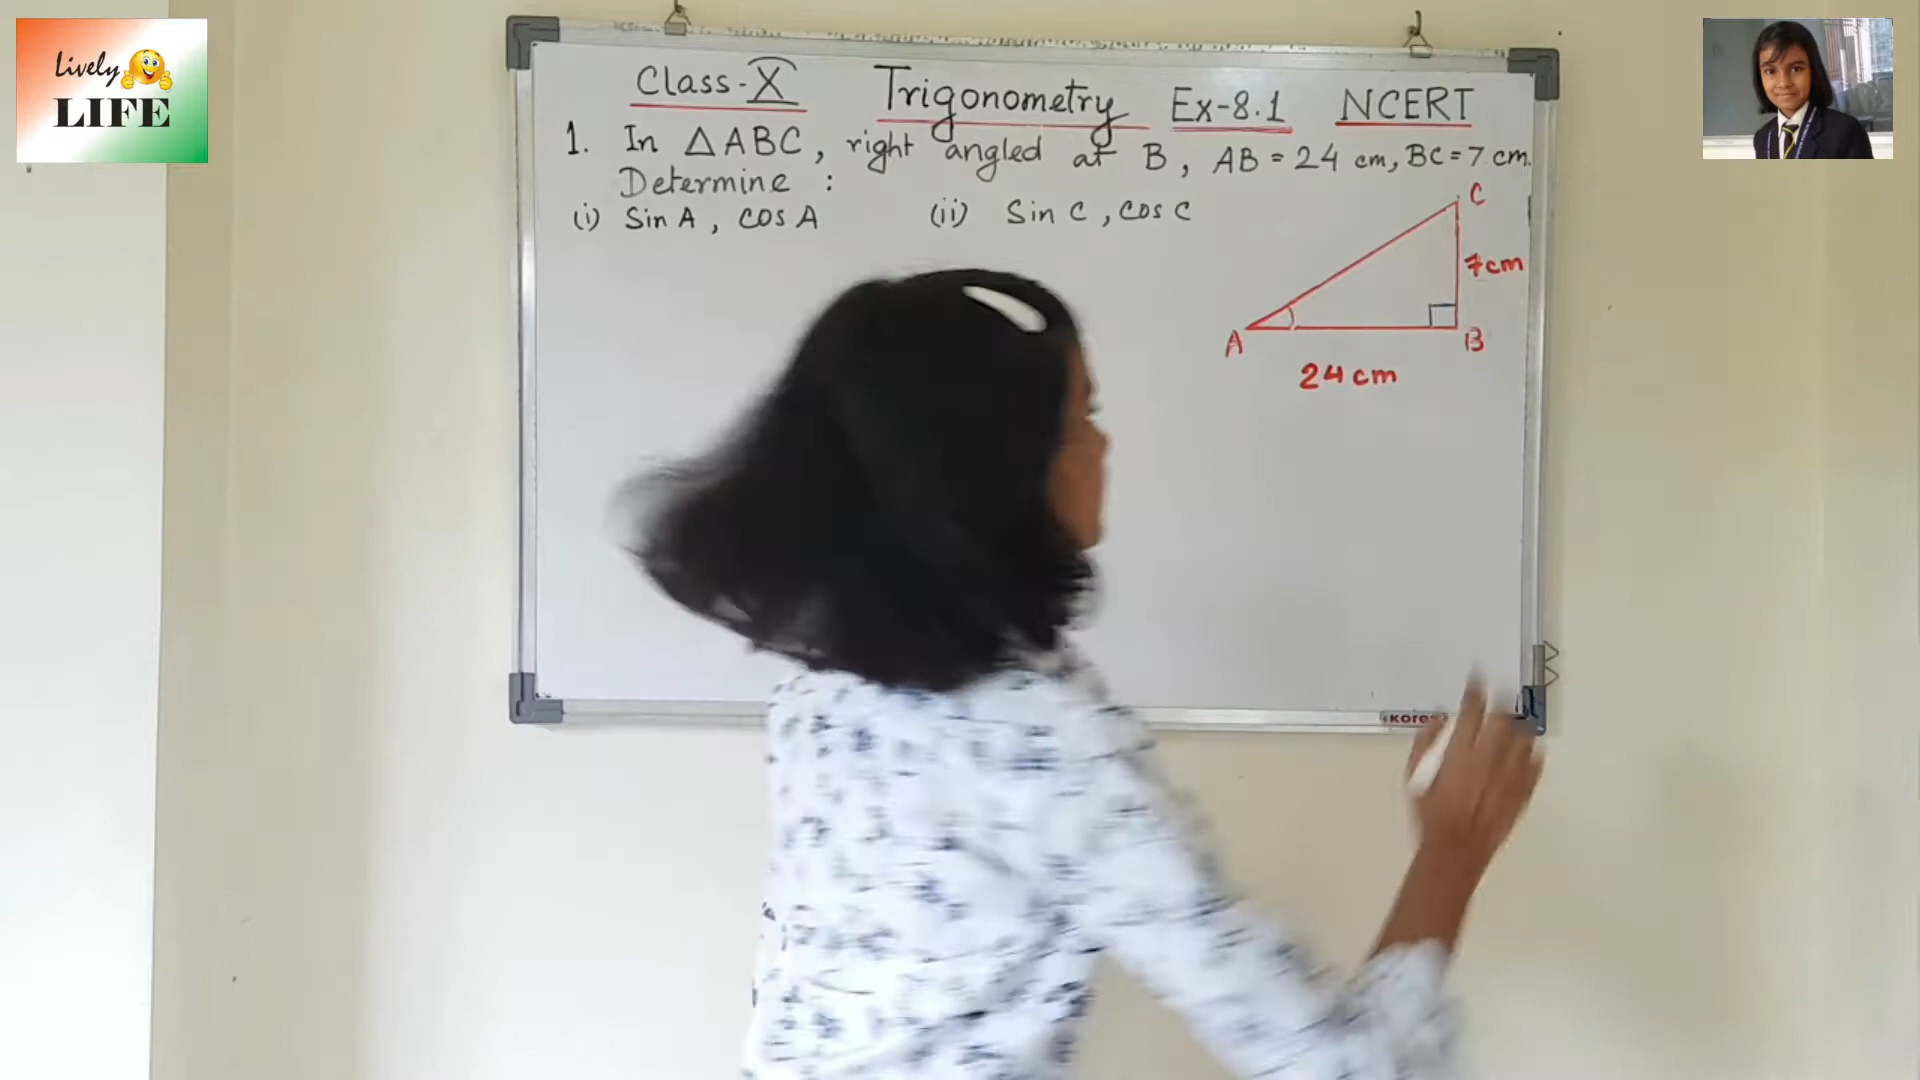 Lively
LIFE
Class-X Trigonometry Ex-8.1 NCERT
1. In △ABC, right angled at B, AB = 24 cm, BC = 7 cm.
Determine :
(i) Sin A, cos A (ii) Sin C, cos C
C
7cm
A
B
24 cm